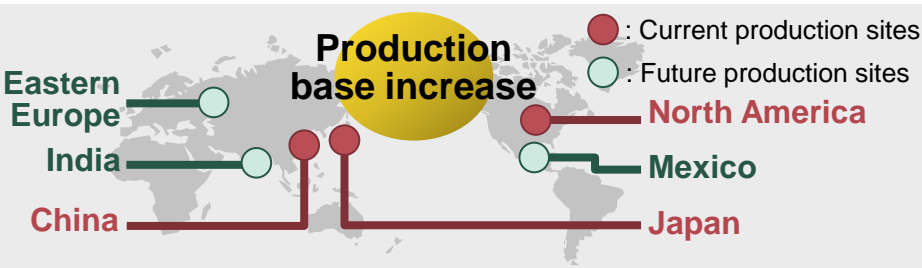 Production
base increase
: Current production sites
: Future production sites
Eastern
Europe
India
China
North America
Mexico
Japan